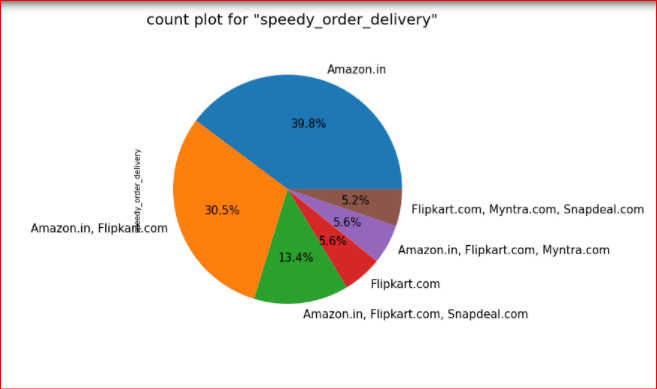 count plot for "speedy_order_delivery"
Amazon.in
39.8%
speedy_order_delivery
30.5%
Amazon.in, Flipkart.com
5.2%
Flipkart.com, Myntra.com, Snapdeal.com
5.6%
Amazon.in, Flipkart.com, Myntra.com
5.6%
13.4%
Flipkart.com
Amazon.in, Flipkart.com, Snapdeal.com